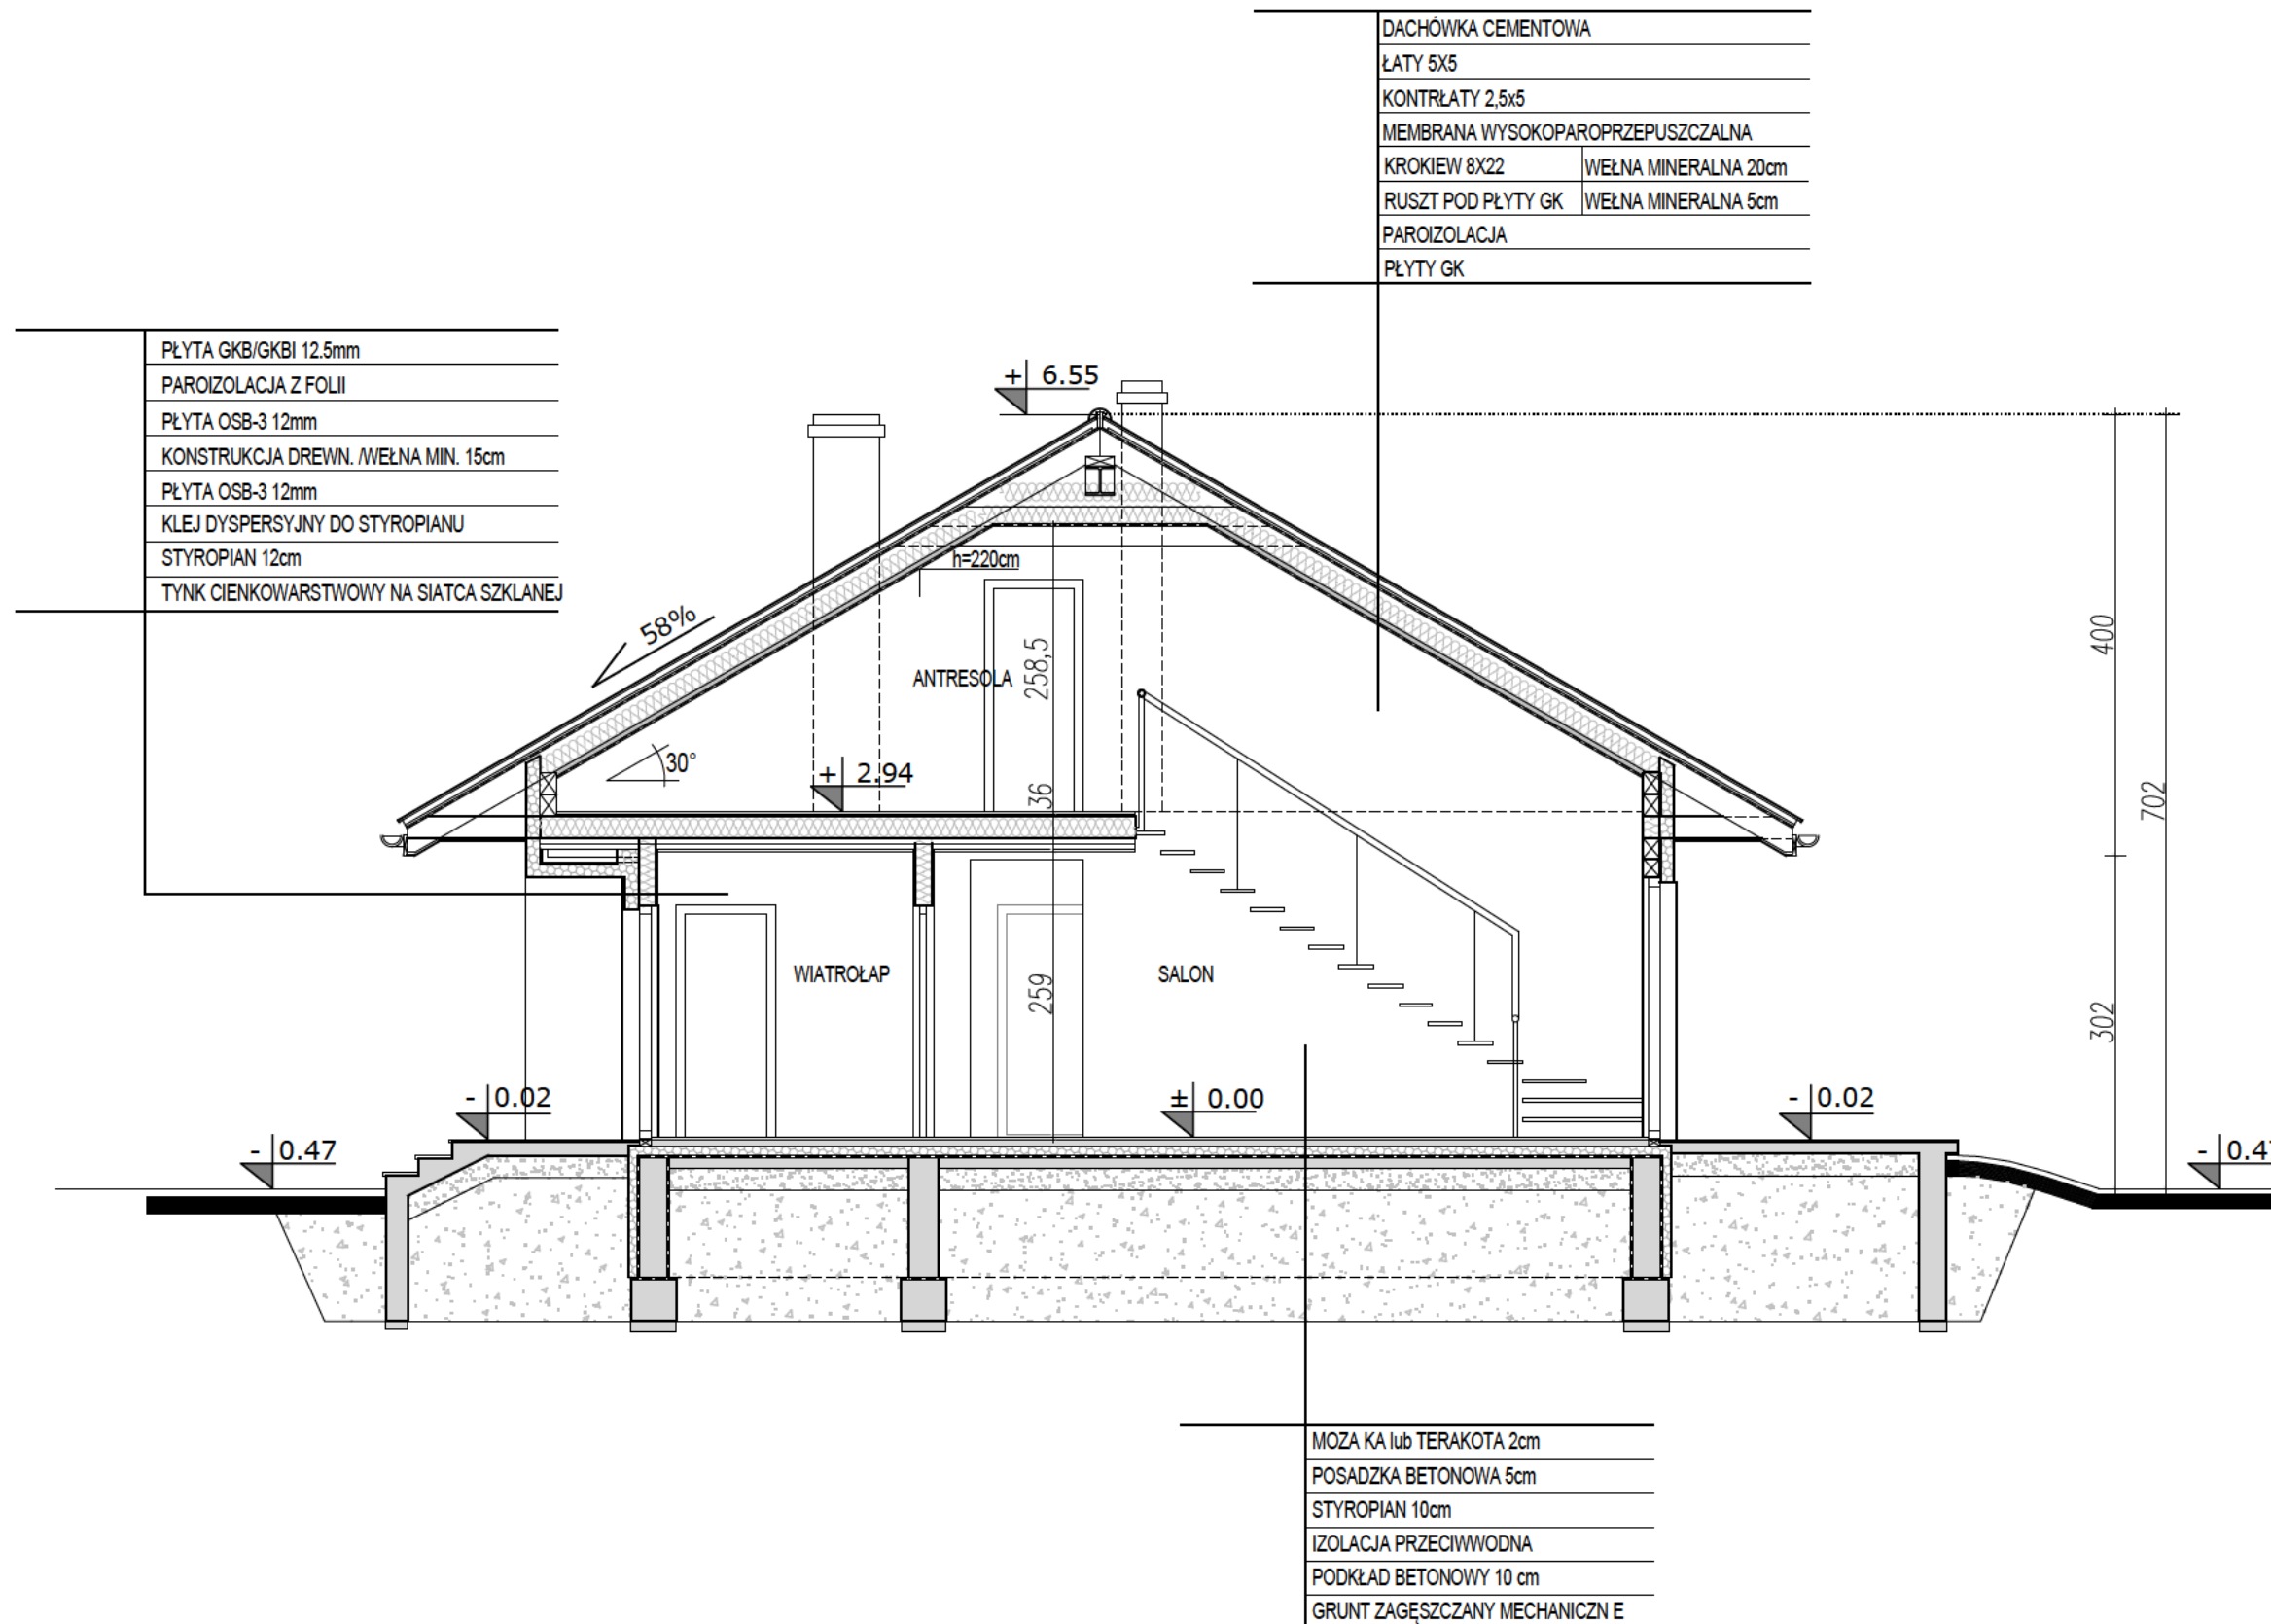 DACHÓWKA CEMENTOWA
ŁATY 5X5
KONTRŁATY 2,5x5
MEMBRANA WYSOKOPAROPRZEPUSZCZALNA
KROKIEW 8X22 WEŁNA MINERALNA 20cm
RUSZT POD PŁYTY GK WEŁNA MINERALNA 5cm
PAROIZOLACJA
PŁYTY GK
PŁYTA GKB/GKBI 12.5mm
PAROIZOLACJA Z FOLII
PŁYTA OSB-3 12mm
KONSTRUKCJA DREWN. /WEŁNA MIN. 15cm
PŁYTA OSB-3 12mm
KLEJ DYSPERSYJNY DO STYROPIANU
STYROPIAN 12cm
TYNK CIENKOWARSTWOWY NA SIATCA SZKLANEJ
+ 6.55
h=220cm
58%
ANTRESOLA
258,5
30°
+ 2.94
36
400
702
WIATROŁAP
259
SALON
302
- 0.02
± 0.00
- 0.02
- 0.47
- 0.47
MOZA KA lub TERAKOTA 2cm
POSADZKA BETONOWA 5cm
STYROPIAN 10cm
IZOLACJA PRZECIWWODNA
PODKŁAD BETONOWY 10 cm
GRUNT ZAGĘSZCZANY MECHANICZN E